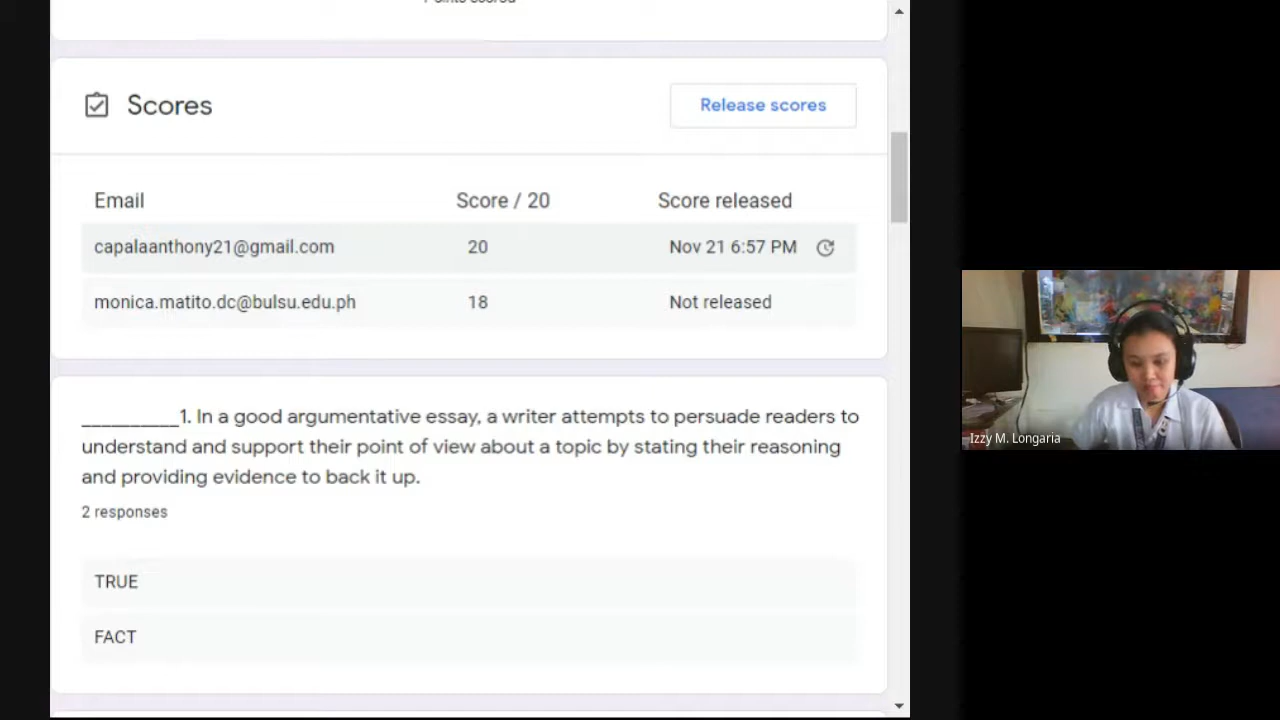 Points scored
Scores
Release scores
Email Score / 20 Score released
capalaanthony21@gmail.com 20 Nov 21 6:57 PM
monica.matito.dc@bulsu.edu.ph 18 Not released
__________1. In a good argumentative essay, a writer attempts to persuade readers to
understand and support their point of view about a topic by stating their reasoning
and providing evidence to back it up.
2 responses
TRUE
FACT
Izzy M. Longaria